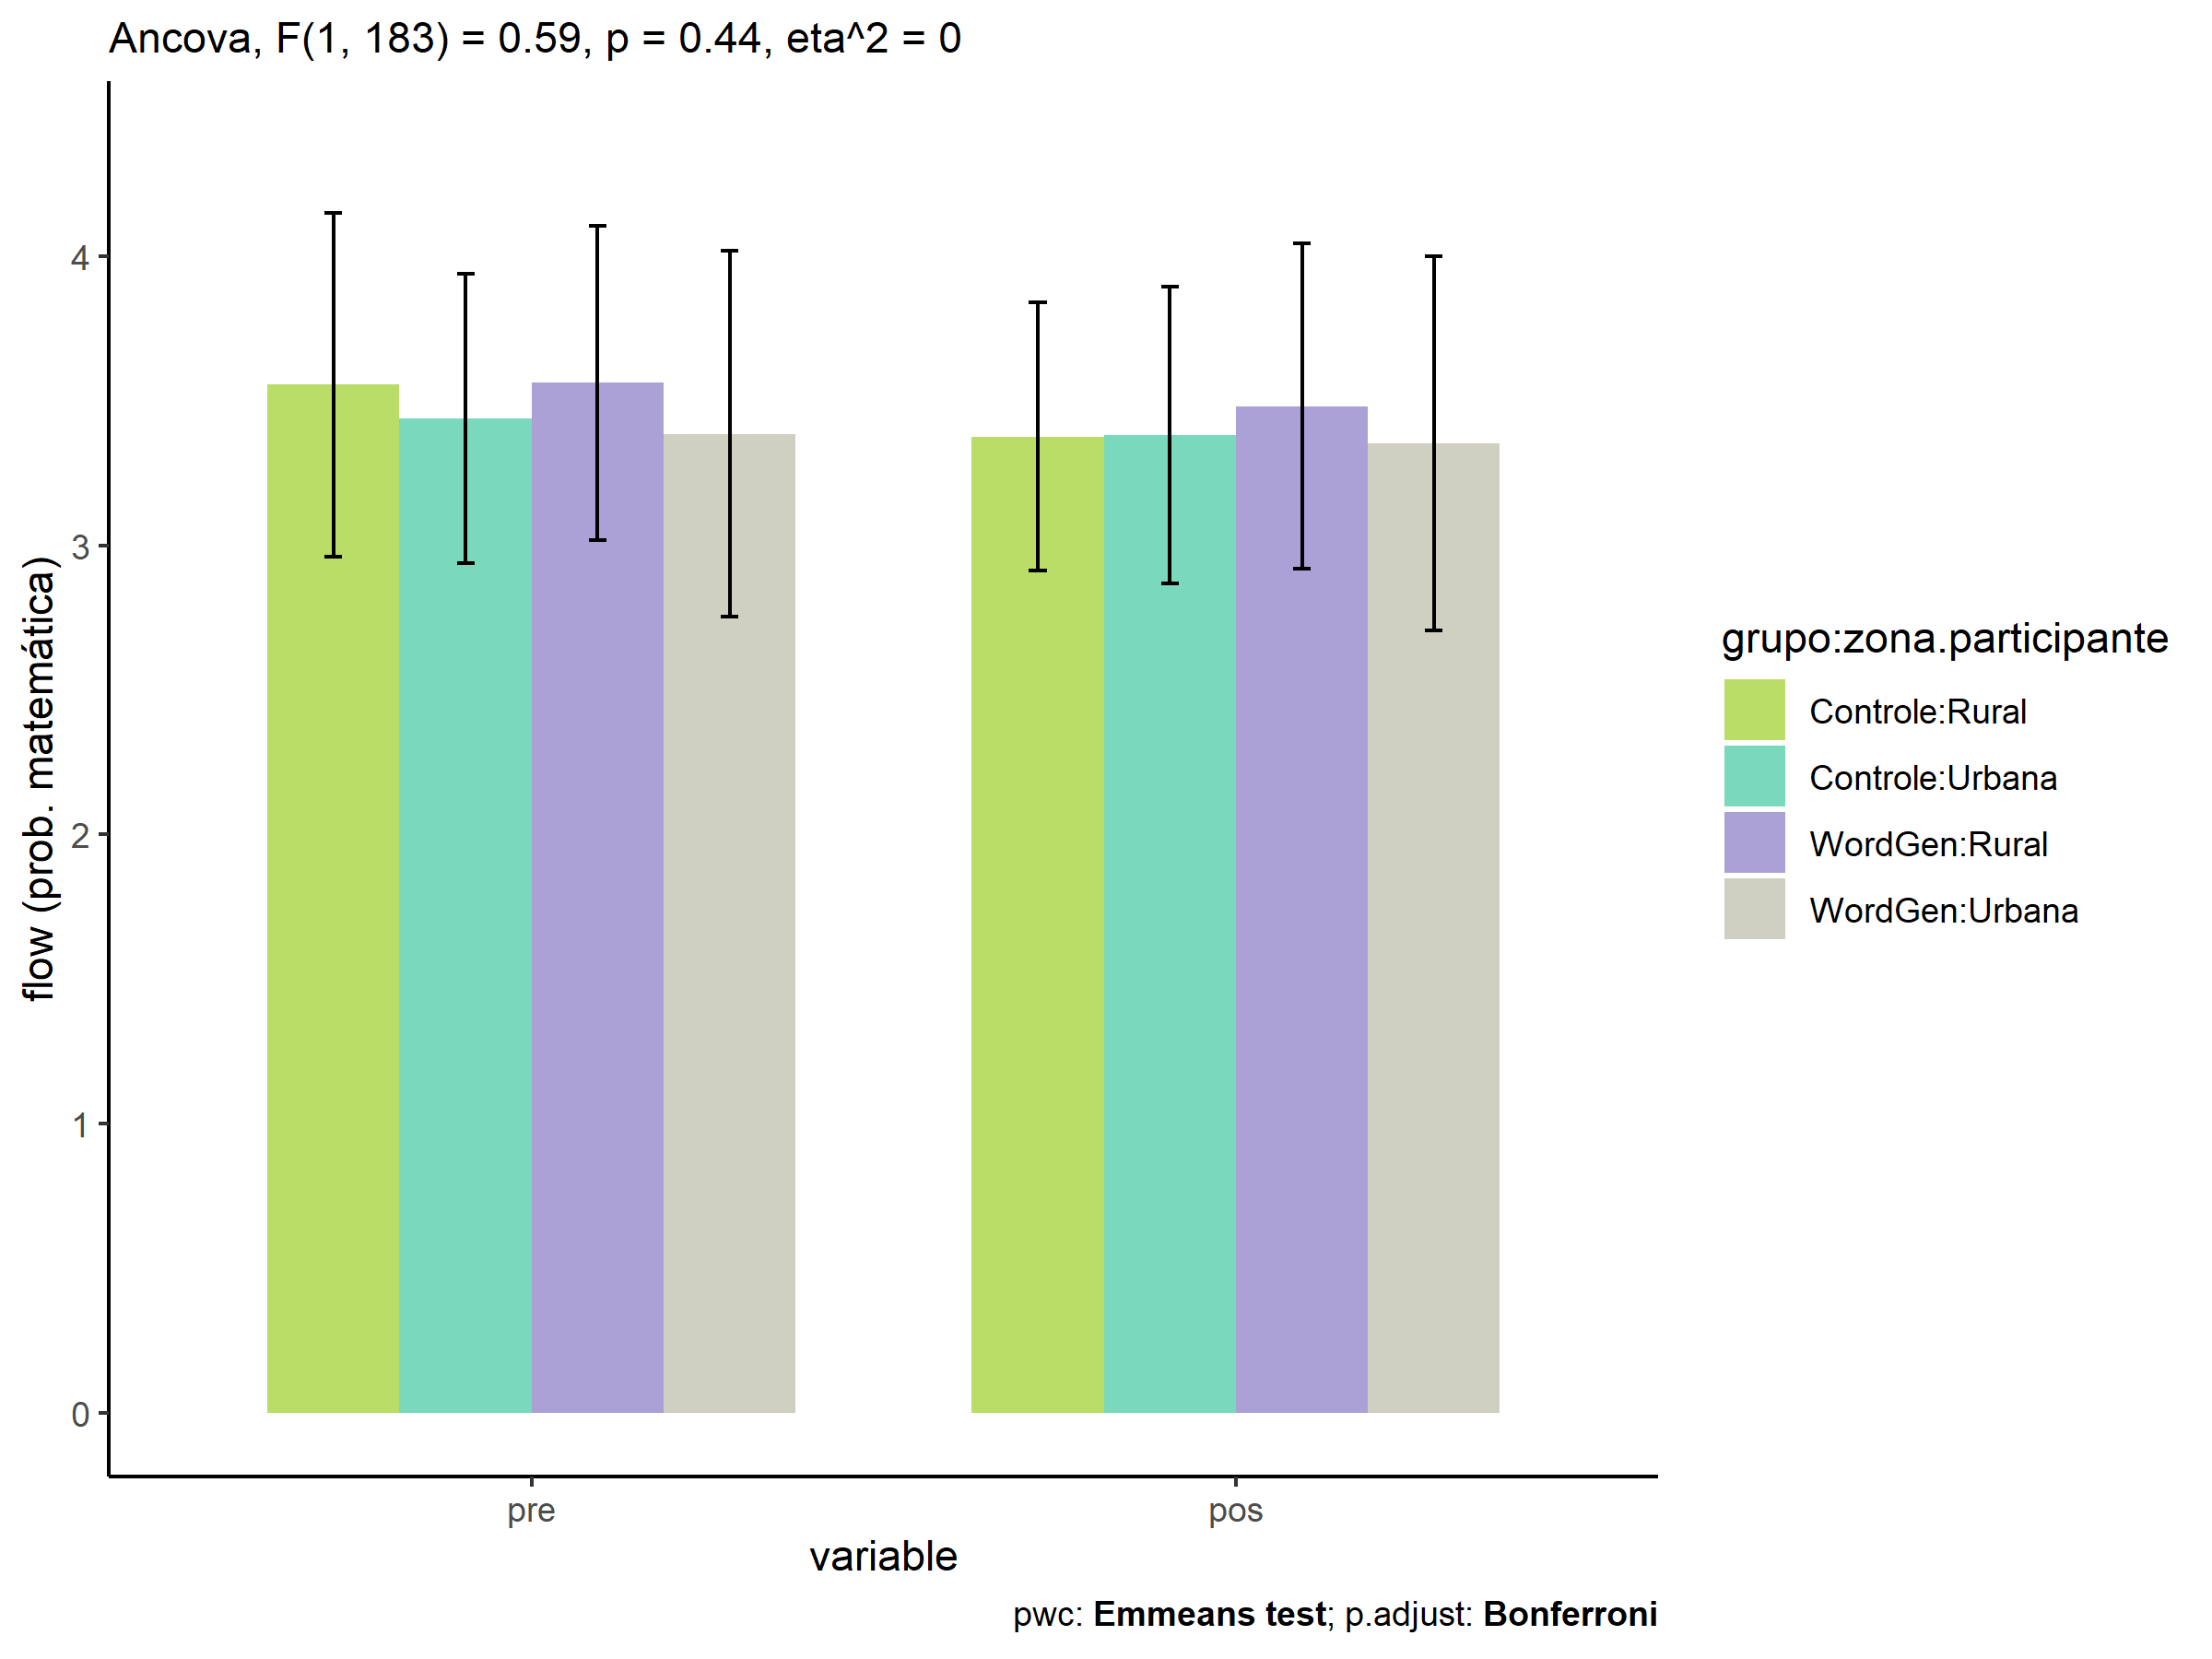 Ancova, F(1, 183) = 0.59, p = 0.44, eta^2 = 0
flow (prob. matemática)
4
3
2
1
0
pre
pos
variable
grupo:zona.participante
Controle:Rural
Controle:Urbana
WordGen:Rural
WordGen:Urbana
pwc: Emmeans test; p.adjust: Bonferroni